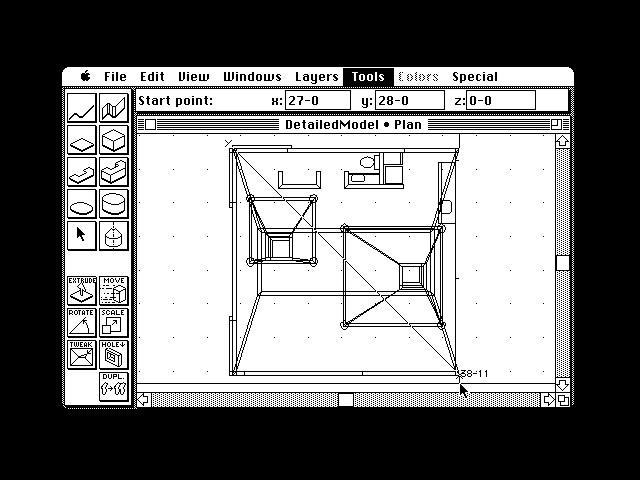 File Edit View Windows Layers Tools Colors Special
Start point: x: 27-0 y: 28-0 z: 0-0
DetailedModel • Plan
EXTRUDE MOVE
ROTATE SCALE
TWEAK HOLE↓
DUPL.
38-11